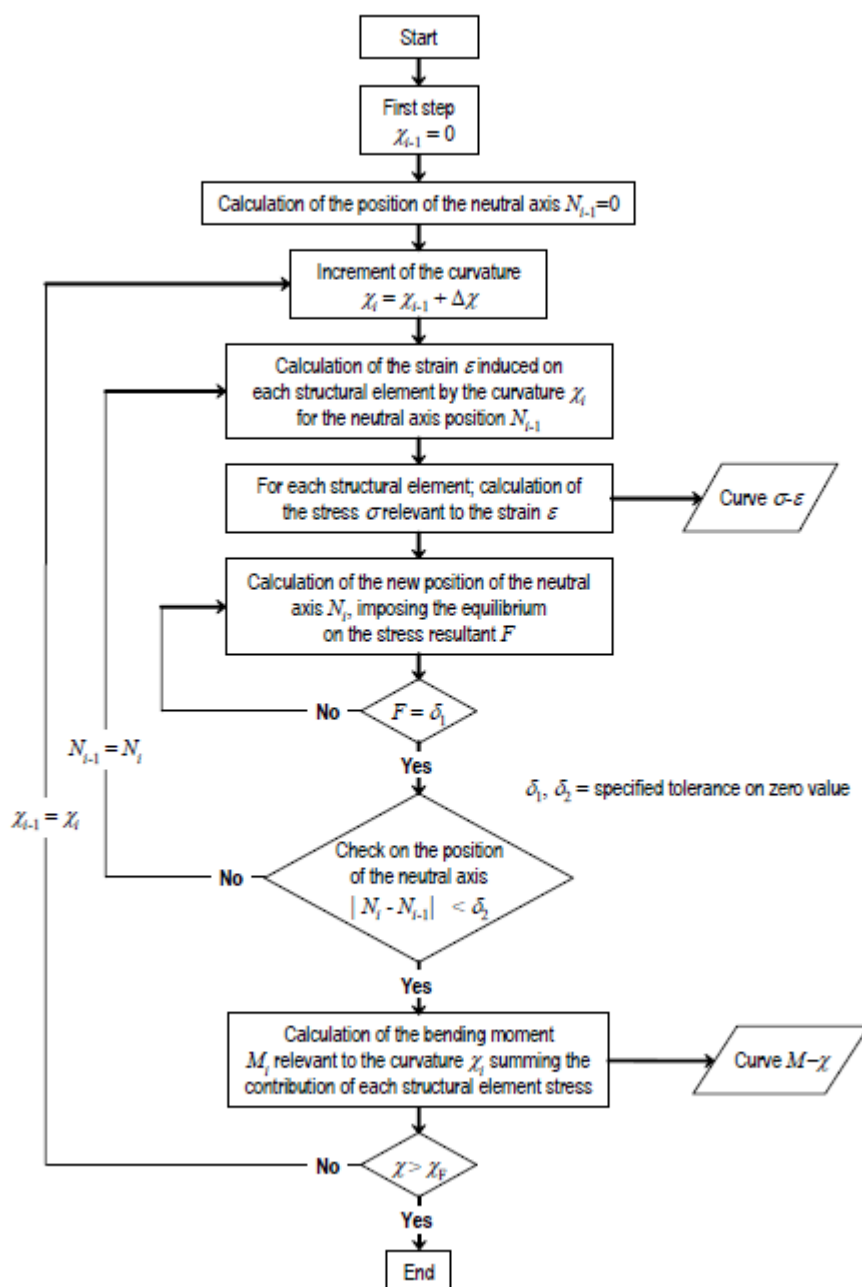 Start
First step
χᵢ₋₁ = 0
Calculation of the position of the neutral axis Nᵢ₋₁=0
Increment of the curvature
χᵢ = χᵢ₋₁ + Δχ
Calculation of the strain ε induced on
each structural element by the curvature χᵢ
for the neutral axis position Nᵢ₋₁
For each structural element; calculation of
the stress σ relevant to the strain ε
Curve σ-ε
Calculation of the new position of the neutral
axis Nᵢ, imposing the equilibrium
on the stress resultant F
No
F = δ₁
Nᵢ₋₁ = Nᵢ
Yes
δ₁, δ₂ = specified tolerance on zero value
χᵢ₋₁ = χᵢ
Check on the position
of the neutral axis
| Nᵢ - Nᵢ₋₁| < δ₂
No
Yes
Calculation of the bending moment
Mᵢ relevant to the curvature χᵢ summing the
contribution of each structural element stress
Curve M–χ
No
χ > χF
Yes
End